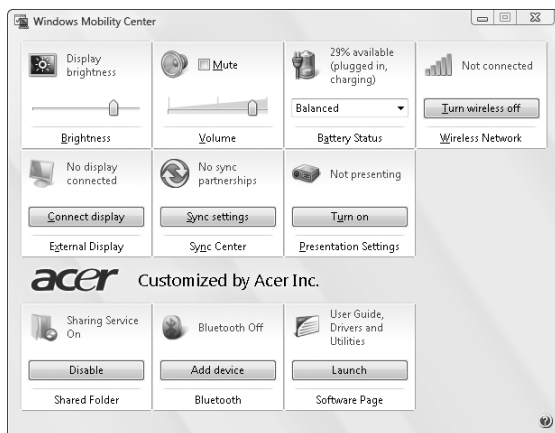 Windows Mobility Center
Display
brightness
Brightness
Mute
Volume
29% available
(plugged in,
charging)
Balanced
Battery Status
Not connected
Turn wireless off
Wireless Network
No display
connected
Connect display
External Display
No sync
partnerships
Sync settings
Sync Center
Not presenting
Turn on
Presentation Settings
acer Customized by Acer Inc.
Sharing Service
On
Disable
Shared Folder
Bluetooth Off
Add device
Bluetooth
User Guide,
Drivers and
Utilities
Launch
Software Page